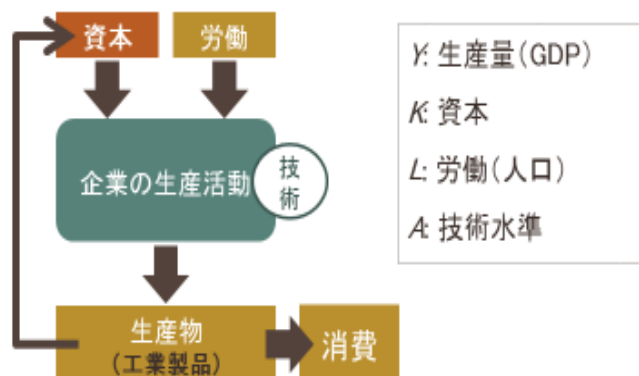 資本
労働
企業の生産活動
技
術
生産物
(工業製品)
消費
Y: 生産量(GDP)
K: 資本
L: 労働(人口)
A: 技術水準